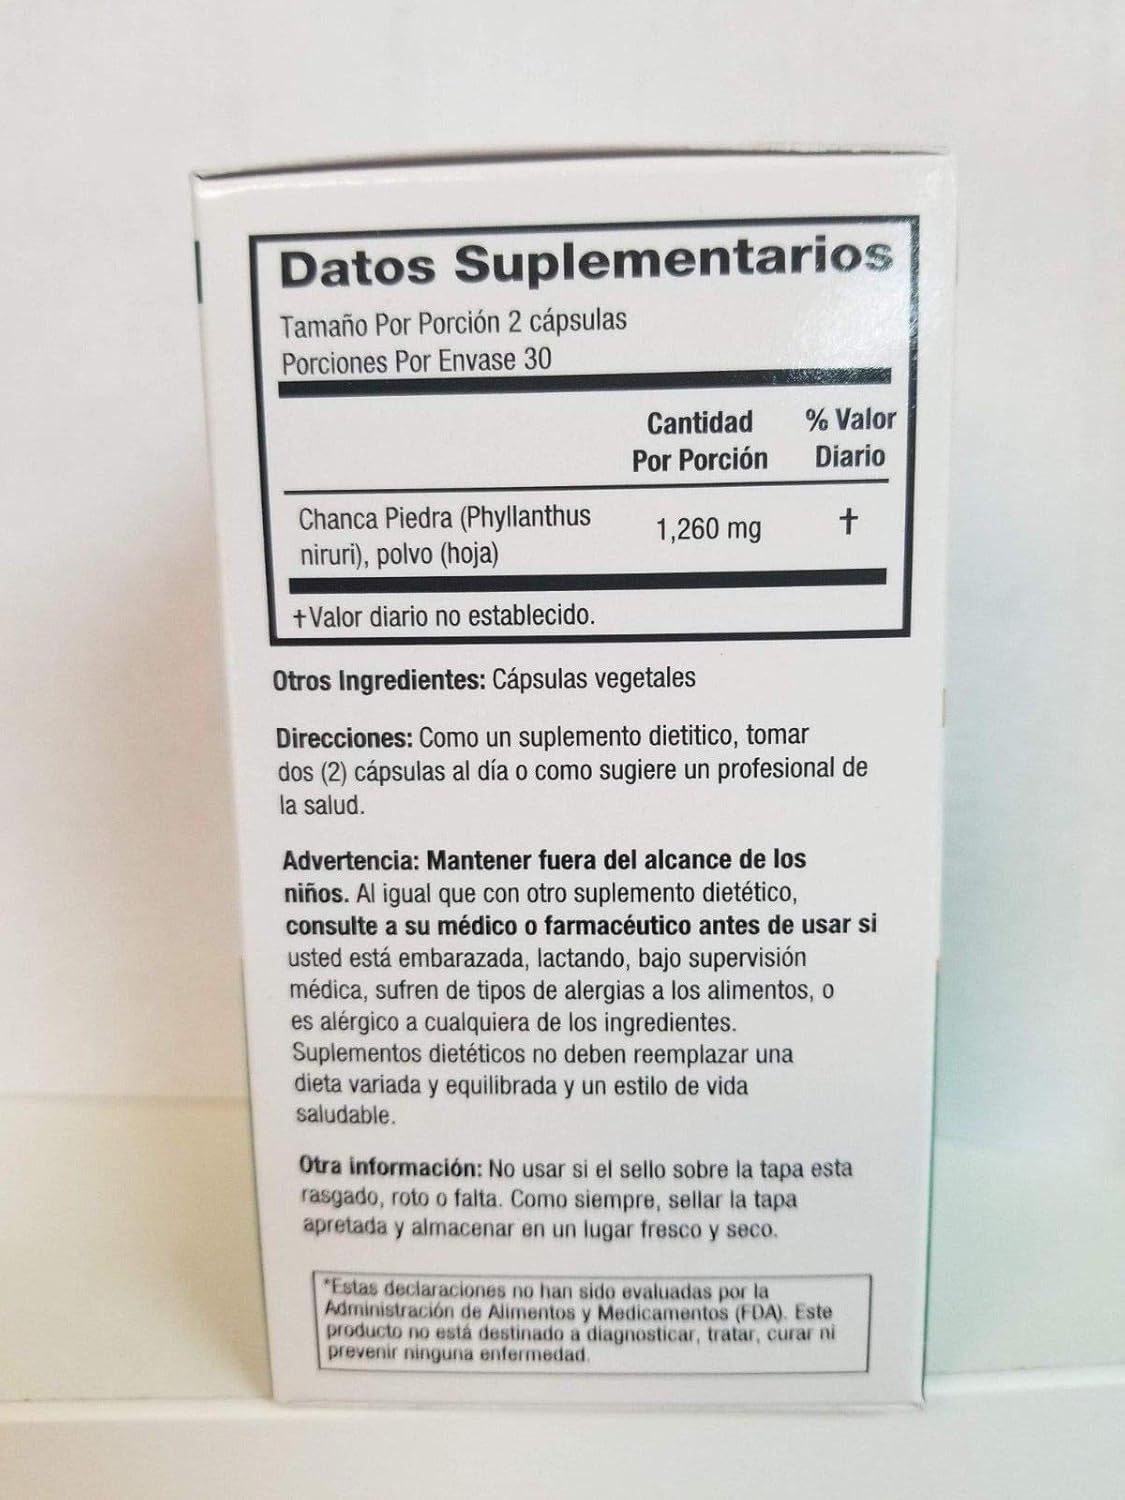 Datos Suplementarios
Tamaño Por Porción 2 cápsulas
Porciones Por Envase 30
Cantidad Por Porción
% Valor Diario
Chanca Piedra (Phyllanthus
niruri), polvo (hoja)
1,260 mg
†
†Valor diario no establecido.
Otros Ingredientes: Cápsulas vegetales
Direcciones: Como un suplemento dietitico, tomar
dos (2) cápsulas al día o como sugiere un profesional de
la salud.
Advertencia: Mantener fuera del alcance de los
niños. Al igual que con otro suplemento dietético,
consulte a su médico o farmacéutico antes de usar si
usted está embarazada, lactando, bajo supervisión
médica, sufren de tipos de alergias a los alimentos, o
es alérgico a cualquiera de los ingredientes.
Suplementos dietéticos no deben reemplazar una
dieta variada y equilibrada y un estilo de vida
saludable.
Otra información: No usar si el sello sobre la tapa esta
rasgado, roto o falta. Como siempre, sellar la tapa
apretada y almacenar en un lugar fresco y seco.
*Estas declaraciones no han sido evaluadas por la
Administración de Alimentos y Medicamentos (FDA). Este
producto no está destinado a diagnosticar, tratar, curar ni
prevenir ninguna enfermedad.